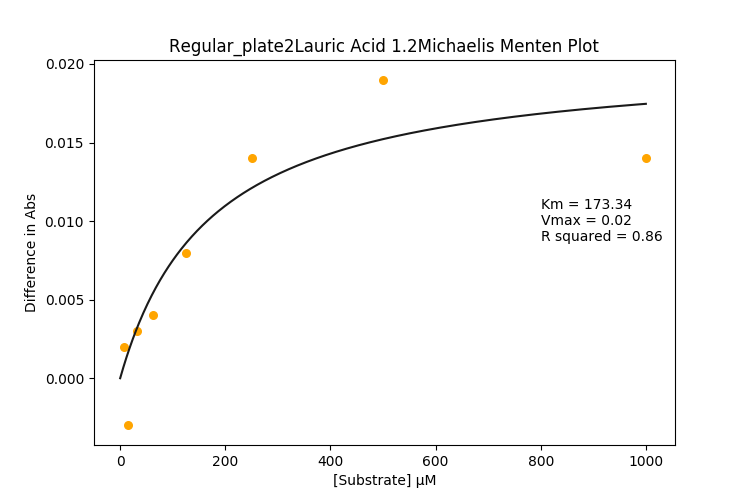 Regular_plate2Lauric Acid 1.2Michaelis Menten Plot
0.020
0.015
0.010
0.005
0.000
Difference in Abs
Km = 173.34
Vmax = 0.02
R squared = 0.86
0 200 400 600 800 1000
[Substrate] µM